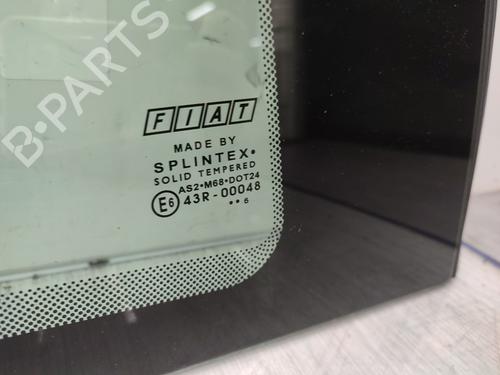 B-PARTS
FIAT
MADE BY
SPLINTEX•
SOLID TEMPERED
AS2•M68•DOT24
E6 43R-00048
•• 6